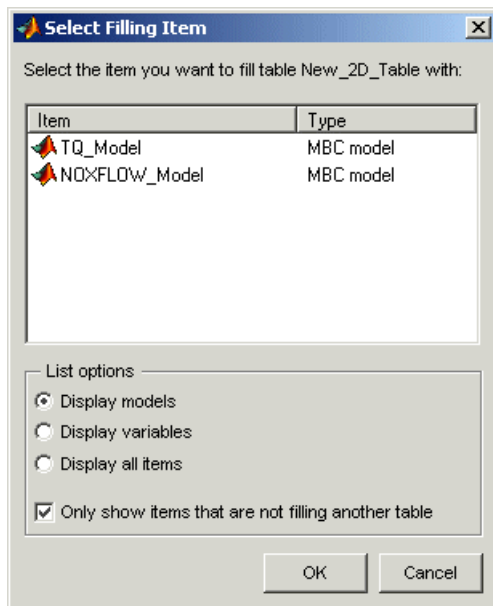 Select Filling Item
Select the item you want to fill table New_2D_Table with:
Item Type
TQ_Model MBC model
NOXFLOW_Model MBC model
List options
Display models
Display variables
Display all items
Only show items that are not filling another table
OK Cancel